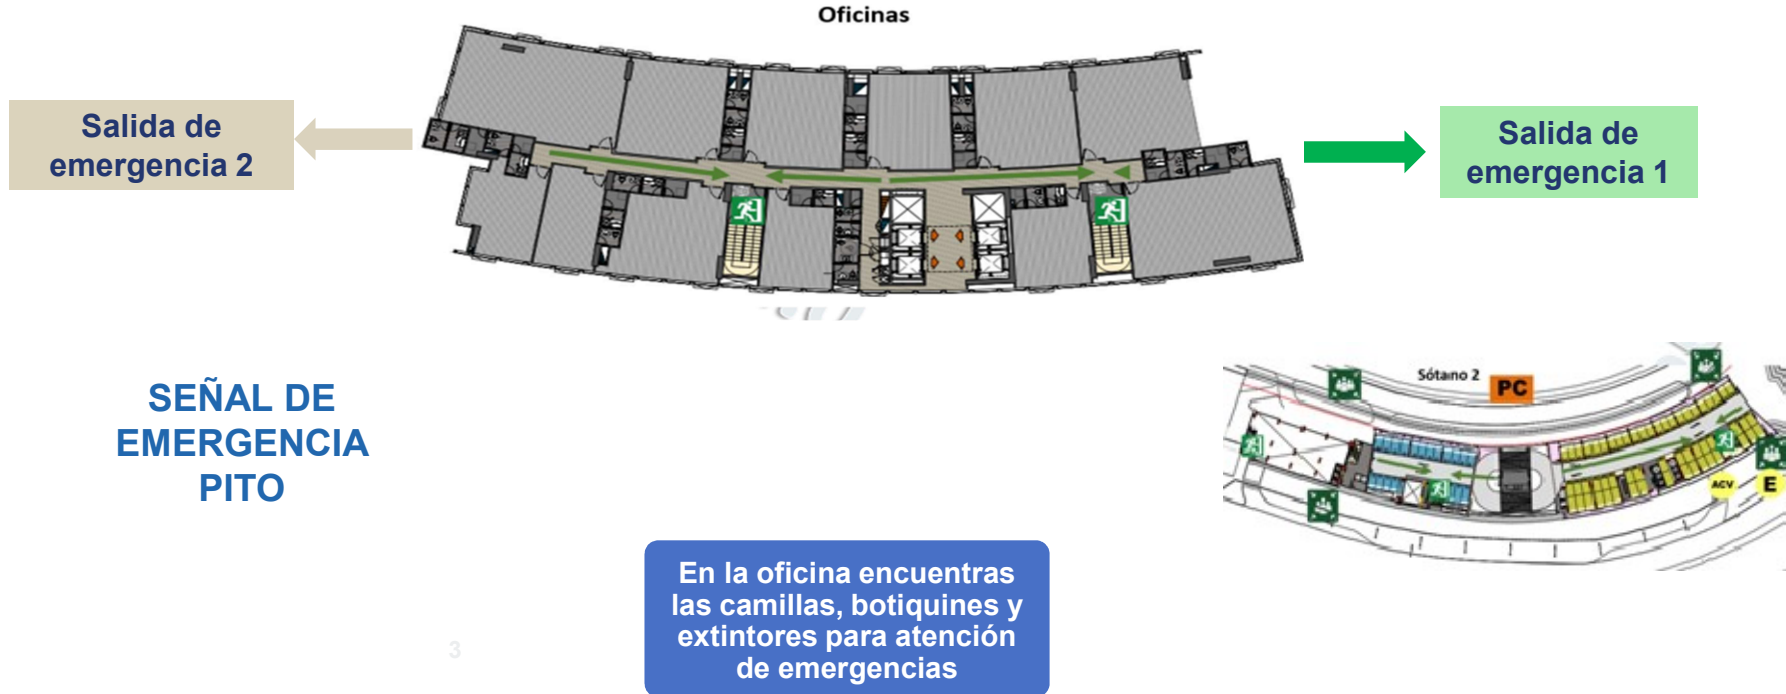 Oficinas
Salida de
emergencia 2
Salida de
emergencia 1
SEÑAL DE
EMERGENCIA
PITO
Sótano 2
PC
ACV
E
En la oficina encuentras
las camillas, botiquines y
extintores para atención
de emergencias
3